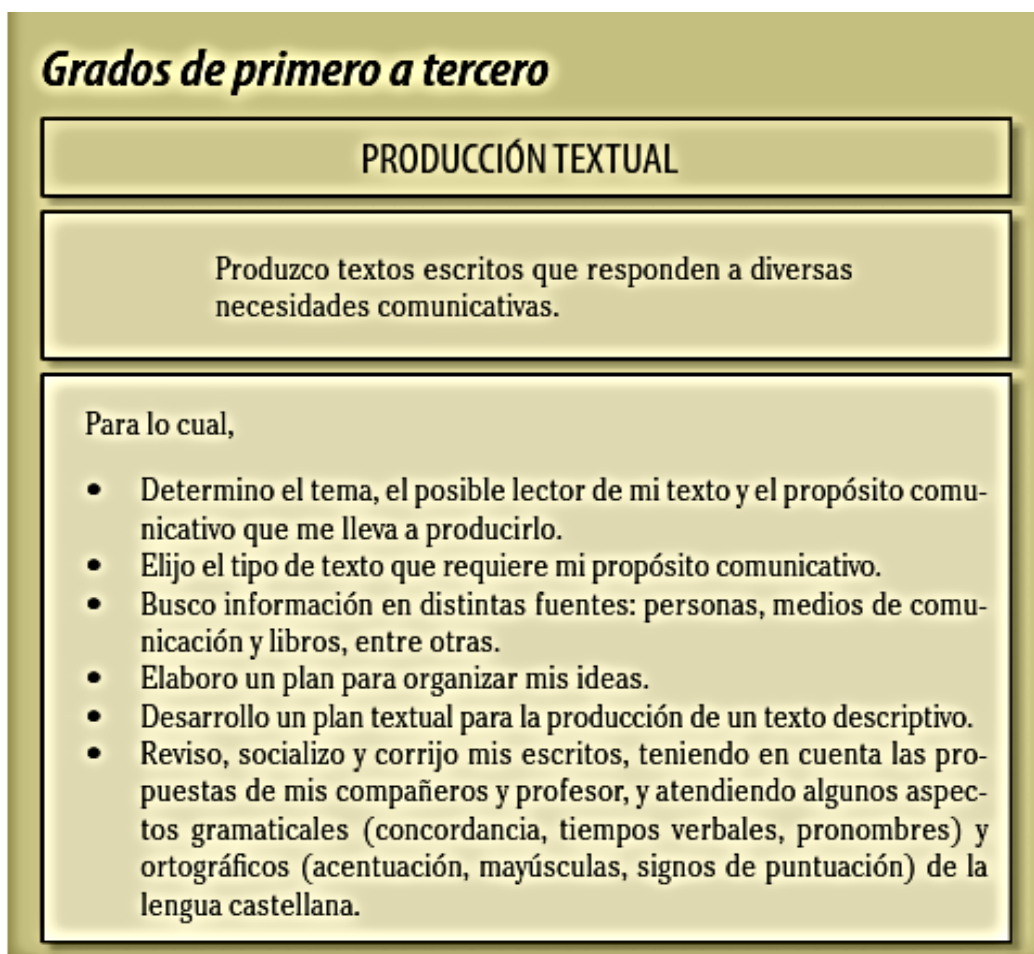 Grados de primero a tercero
PRODUCCIÓN TEXTUAL
Produzco textos escritos que responden a diversas
necesidades comunicativas.
Para lo cual,
• Determino el tema, el posible lector de mi texto y el propósito comu-
nicativo que me lleva a producirlo.
• Elijo el tipo de texto que requiere mi propósito comunicativo.
• Busco información en distintas fuentes: personas, medios de comu-
nicación y libros, entre otras.
• Elaboro un plan para organizar mis ideas.
• Desarrollo un plan textual para la producción de un texto descriptivo.
• Reviso, socializo y corrijo mis escritos, teniendo en cuenta las pro-
puestas de mis compañeros y profesor, y atendiendo algunos aspec-
tos gramaticales (concordancia, tiempos verbales, pronombres) y
ortográficos (acentuación, mayúsculas, signos de puntuación) de la
lengua castellana.